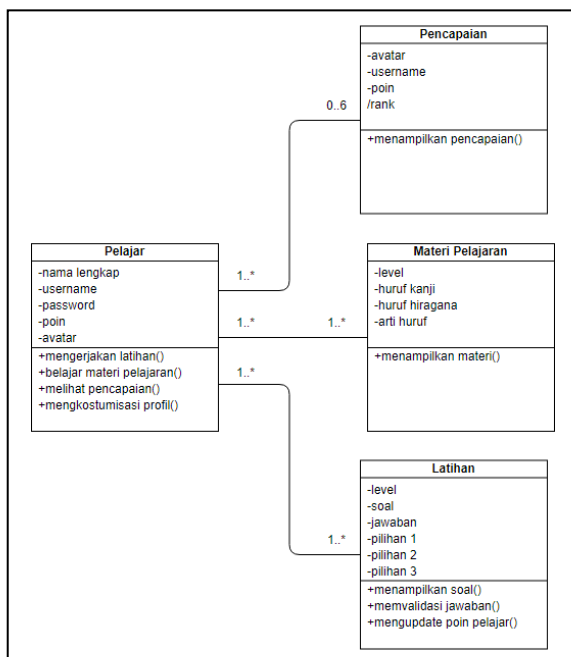 Pencapaian
-avatar
-username
-poin
/rank
+menampilkan pencapaian()
0..6
Pelajar
-nama lengkap
-username
-password
-poin
-avatar
+mengerjakan latihan()
+belajar materi pelajaran()
+melihat pencapaian()
+mengkostumisasi profil()
1..*
1..*
1..*
1..*
Materi Pelajaran
-level
-huruf kanji
-huruf hiragana
-arti huruf
+menampilkan materi()
1..*
Latihan
-level
-soal
-jawaban
-pilihan 1
-pilihan 2
-pilihan 3
+menampilkan soal()
+memvalidasi jawaban()
+mengupdate poin pelajar()